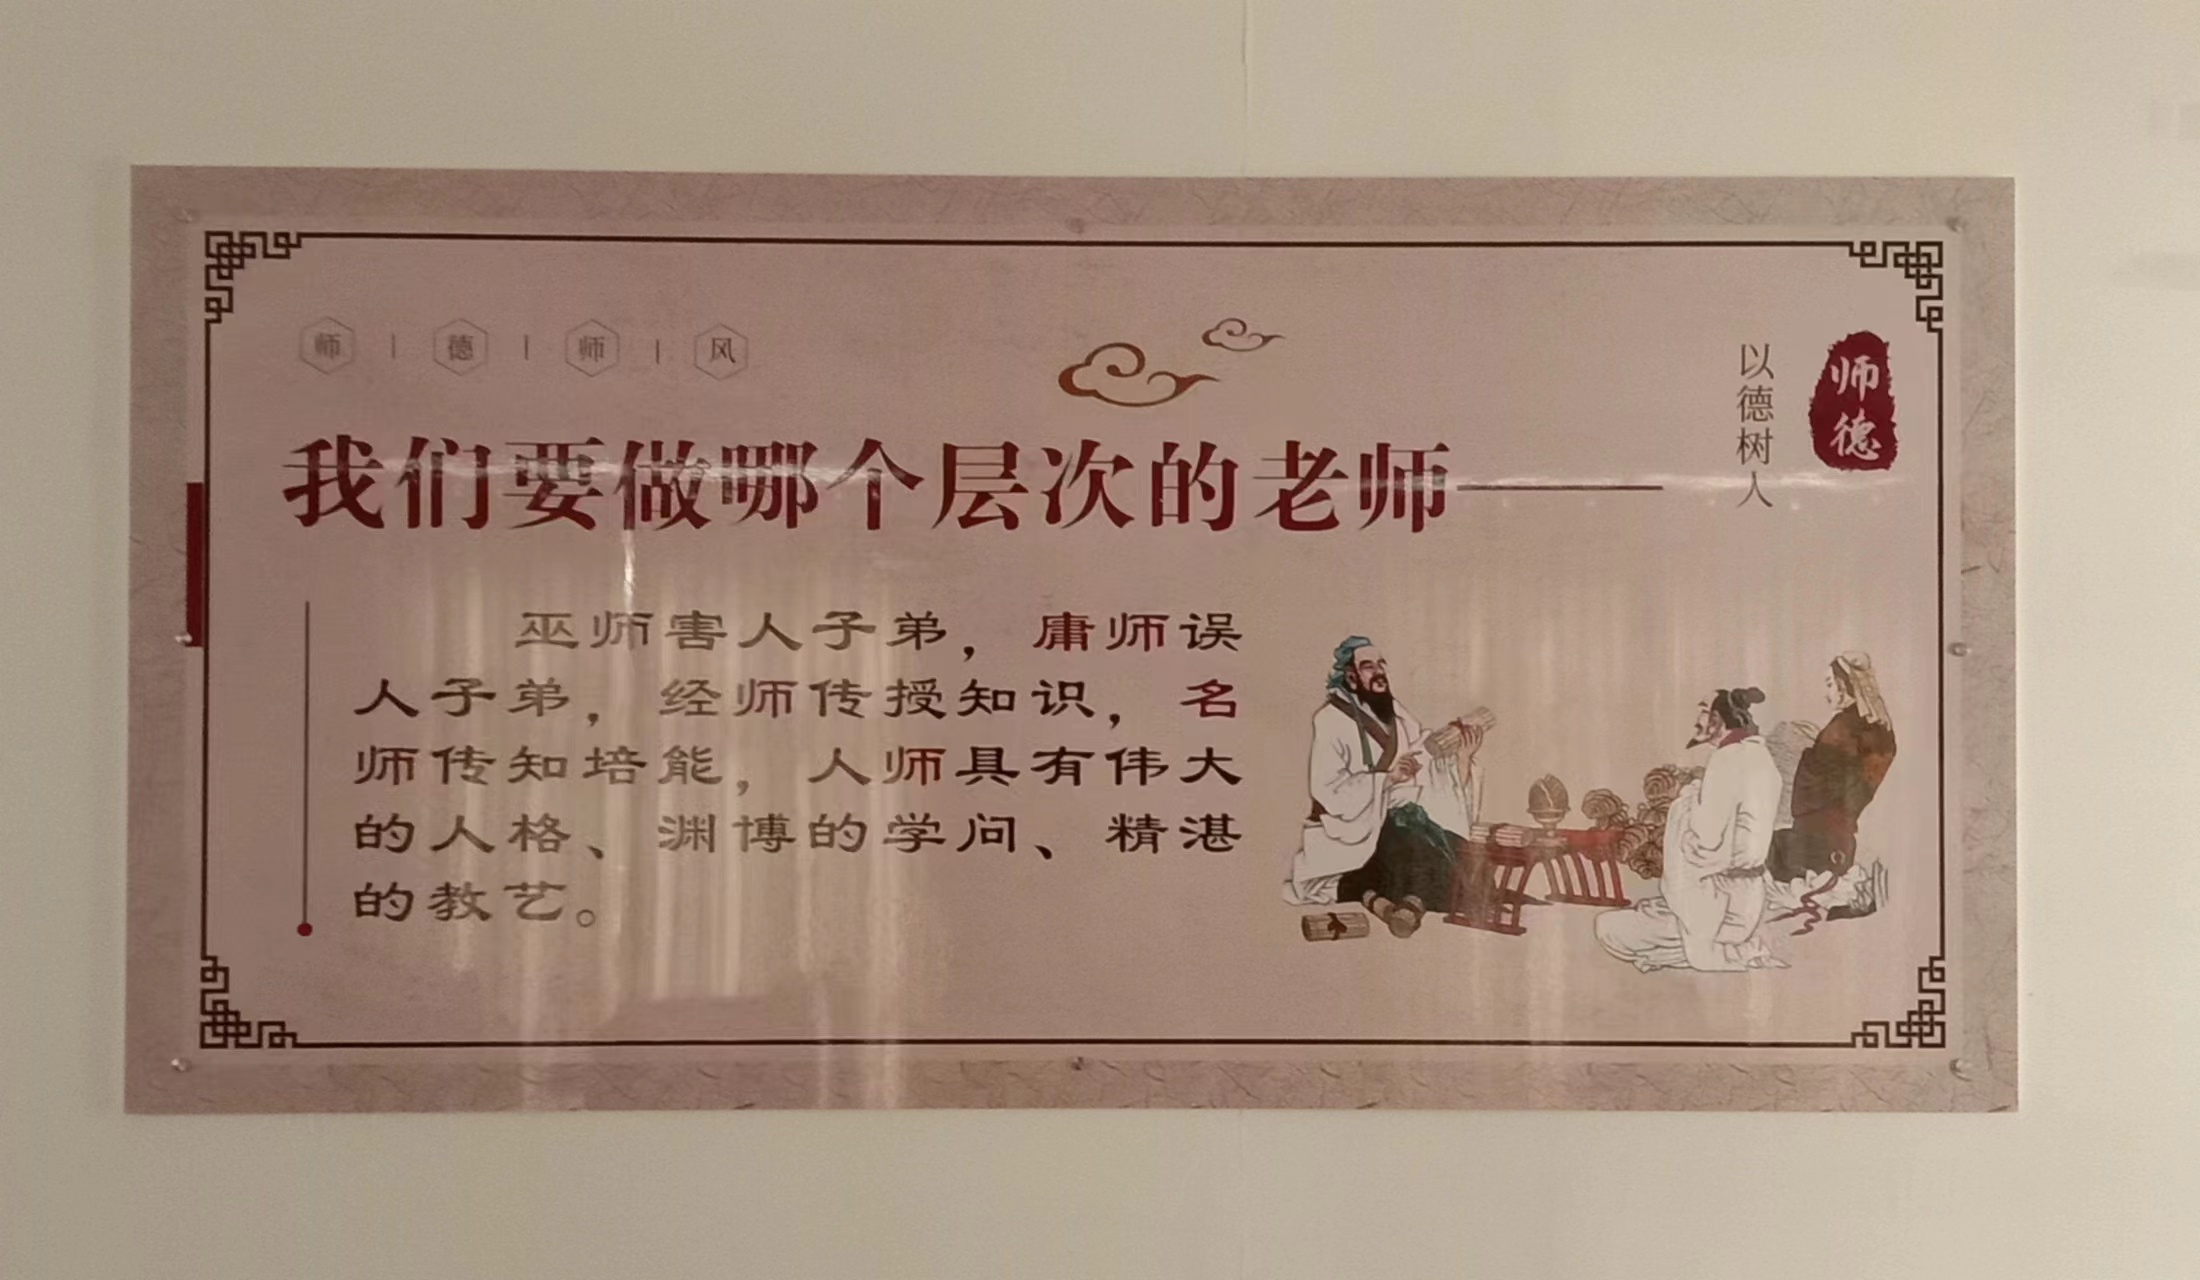 师 | 德 | 师 | 风
以德树人
师德
我们要做哪个层次的老师——
巫师害人子弟，庸师误
人子弟，经师传授知识，名
师传知培能，人师具有伟大
的人格、渊博的学问、精湛
的教艺。